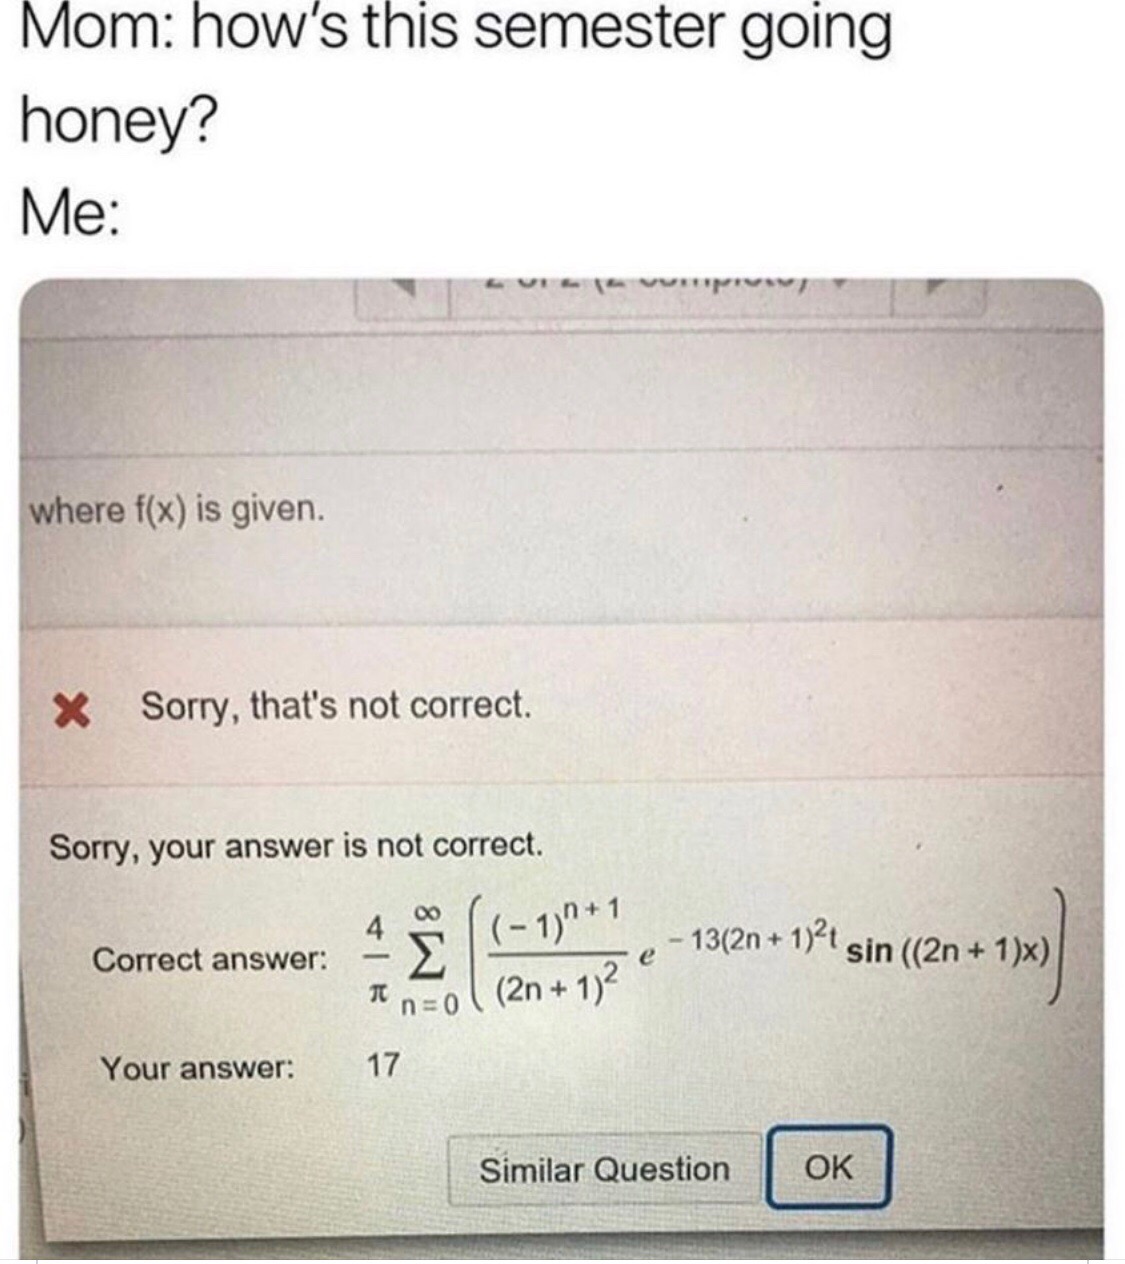 Mom: how's this semester going
honey?
Me:
where f(x) is given.
Sorry, that's not correct.
Sorry, your answer is not correct.
Correct answer: 4/π ∑ n=0 ∞ ((-1)^(n+1)/(2n+1)^2 e^(-13(2n+1)^2t) sin ((2n+1)x))
Your answer: 17
Similar Question OK